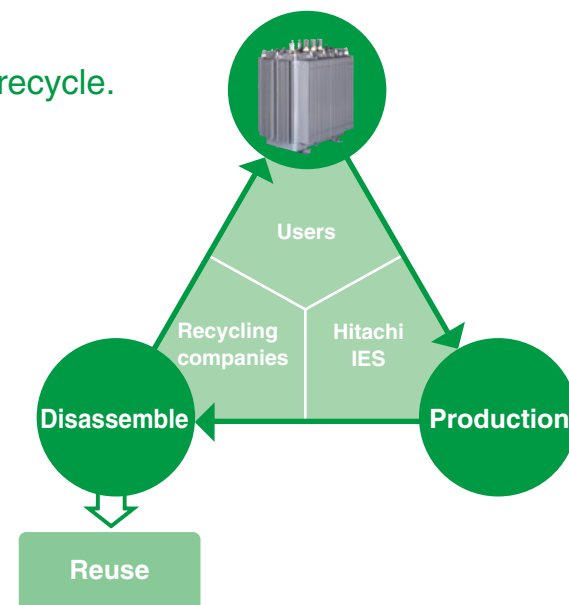 recycle.
Users
Recycling
companies
Hitachi
IES
Disassemble
Production
Reuse